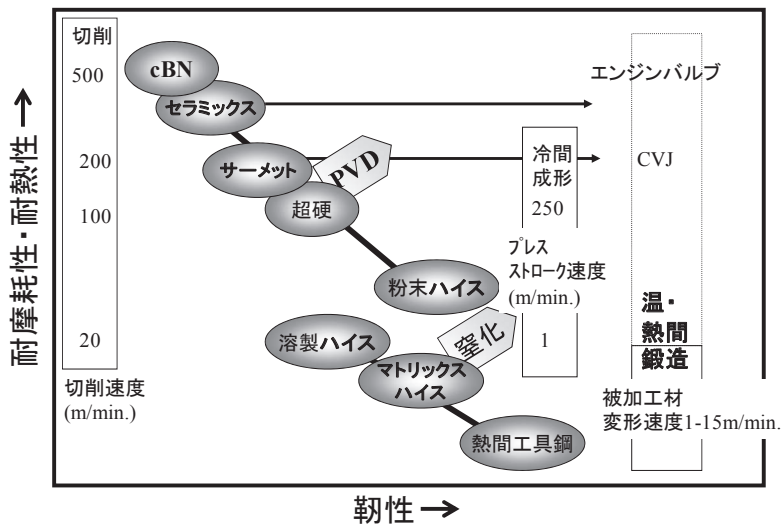 切削
500
200
100
20
切削速度
(m/min.)
耐摩耗性・耐熱性 →
靭性 →
cBN
セラミックス
サーメット
超硬
PVD
粉末ハイス
溶製ハイス
マトリックス
ハイス
窒化
熱間工具鋼
冷間
成形
250
プレス
ストローク速度
(m/min.)
1
エンジンバルブ
CVJ
温・
熱間
鍛造
被加工材
変形速度1-15m/min.